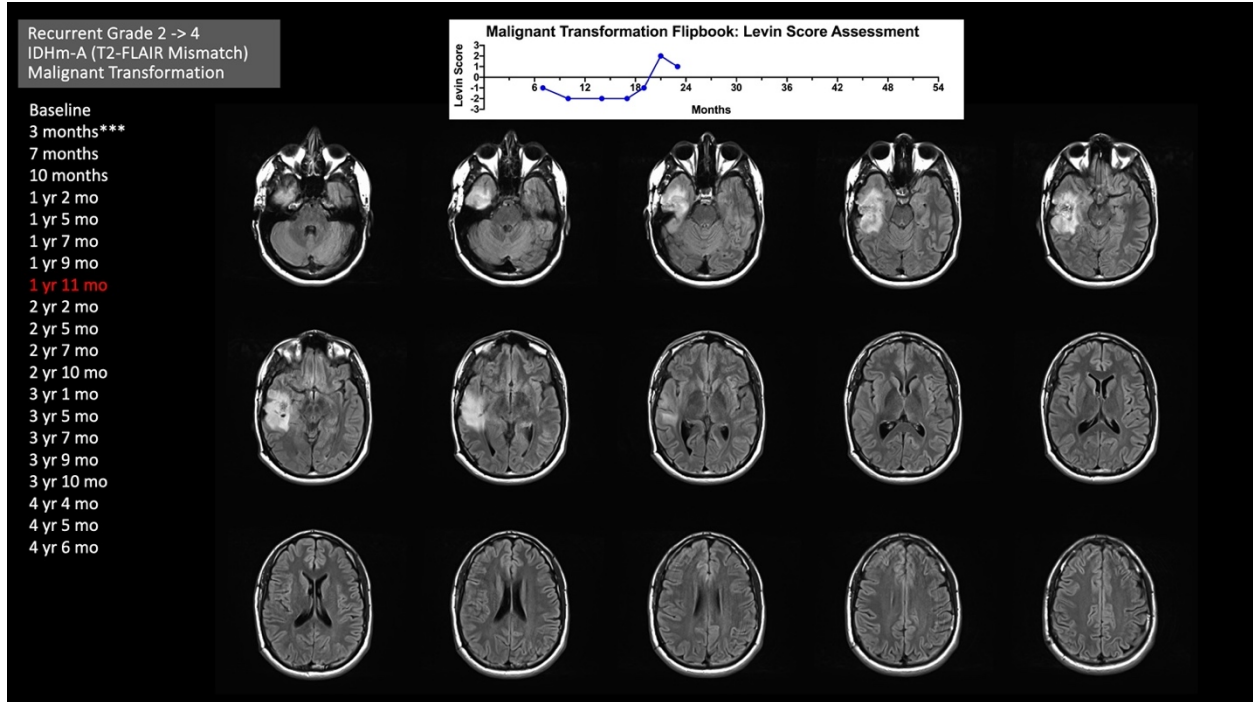 Recurrent Grade 2 -> 4
IDHm-A (T2-FLAIR Mismatch)
Malignant Transformation
Malignant Transformation Flipbook: Levin Score Assessment
Levin Score
3
2
1
0
-1
-2
-3
6
12
18
24
30
36
42
48
54
Months
Baseline
3 months***
7 months
10 months
1 yr 2 mo
1 yr 5 mo
1 yr 7 mo
1 yr 9 mo
1 yr 11 mo
2 yr 2 mo
2 yr 5 mo
2 yr 7 mo
2 yr 10 mo
3 yr 1 mo
3 yr 5 mo
3 yr 7 mo
3 yr 9 mo
3 yr 10 mo
4 yr 4 mo
4 yr 5 mo
4 yr 6 mo